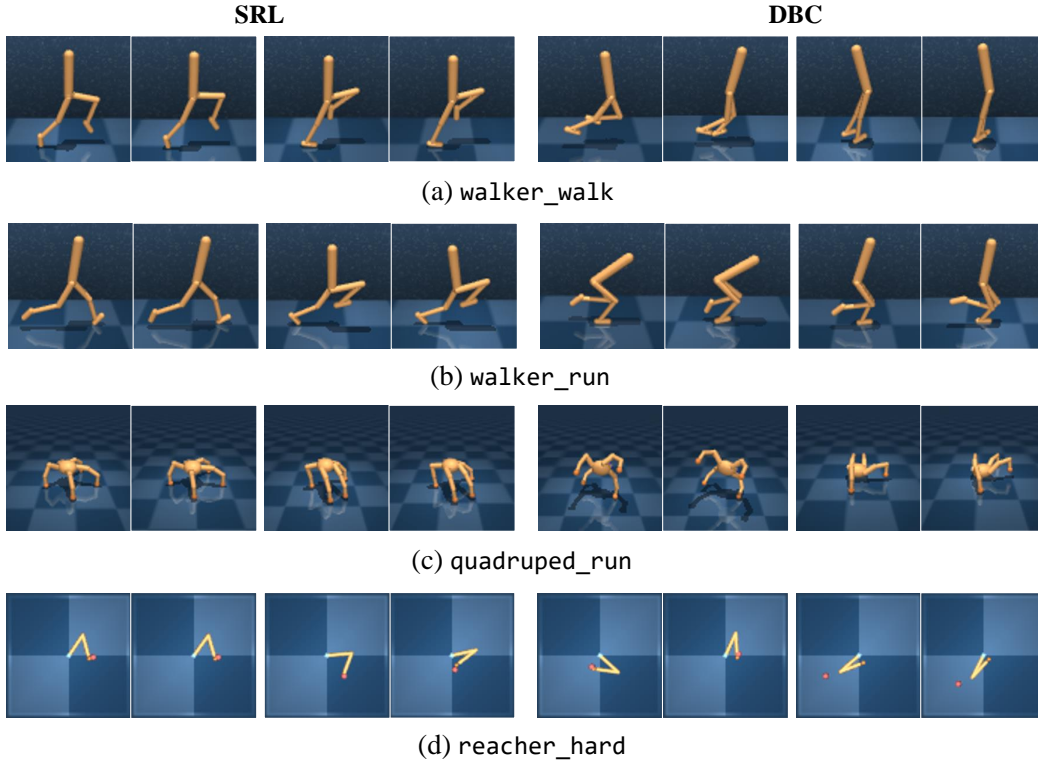 SRL
DBC
(a) walker_walk
(b) walker_run
(c) quadruped_run
(d) reacher_hard